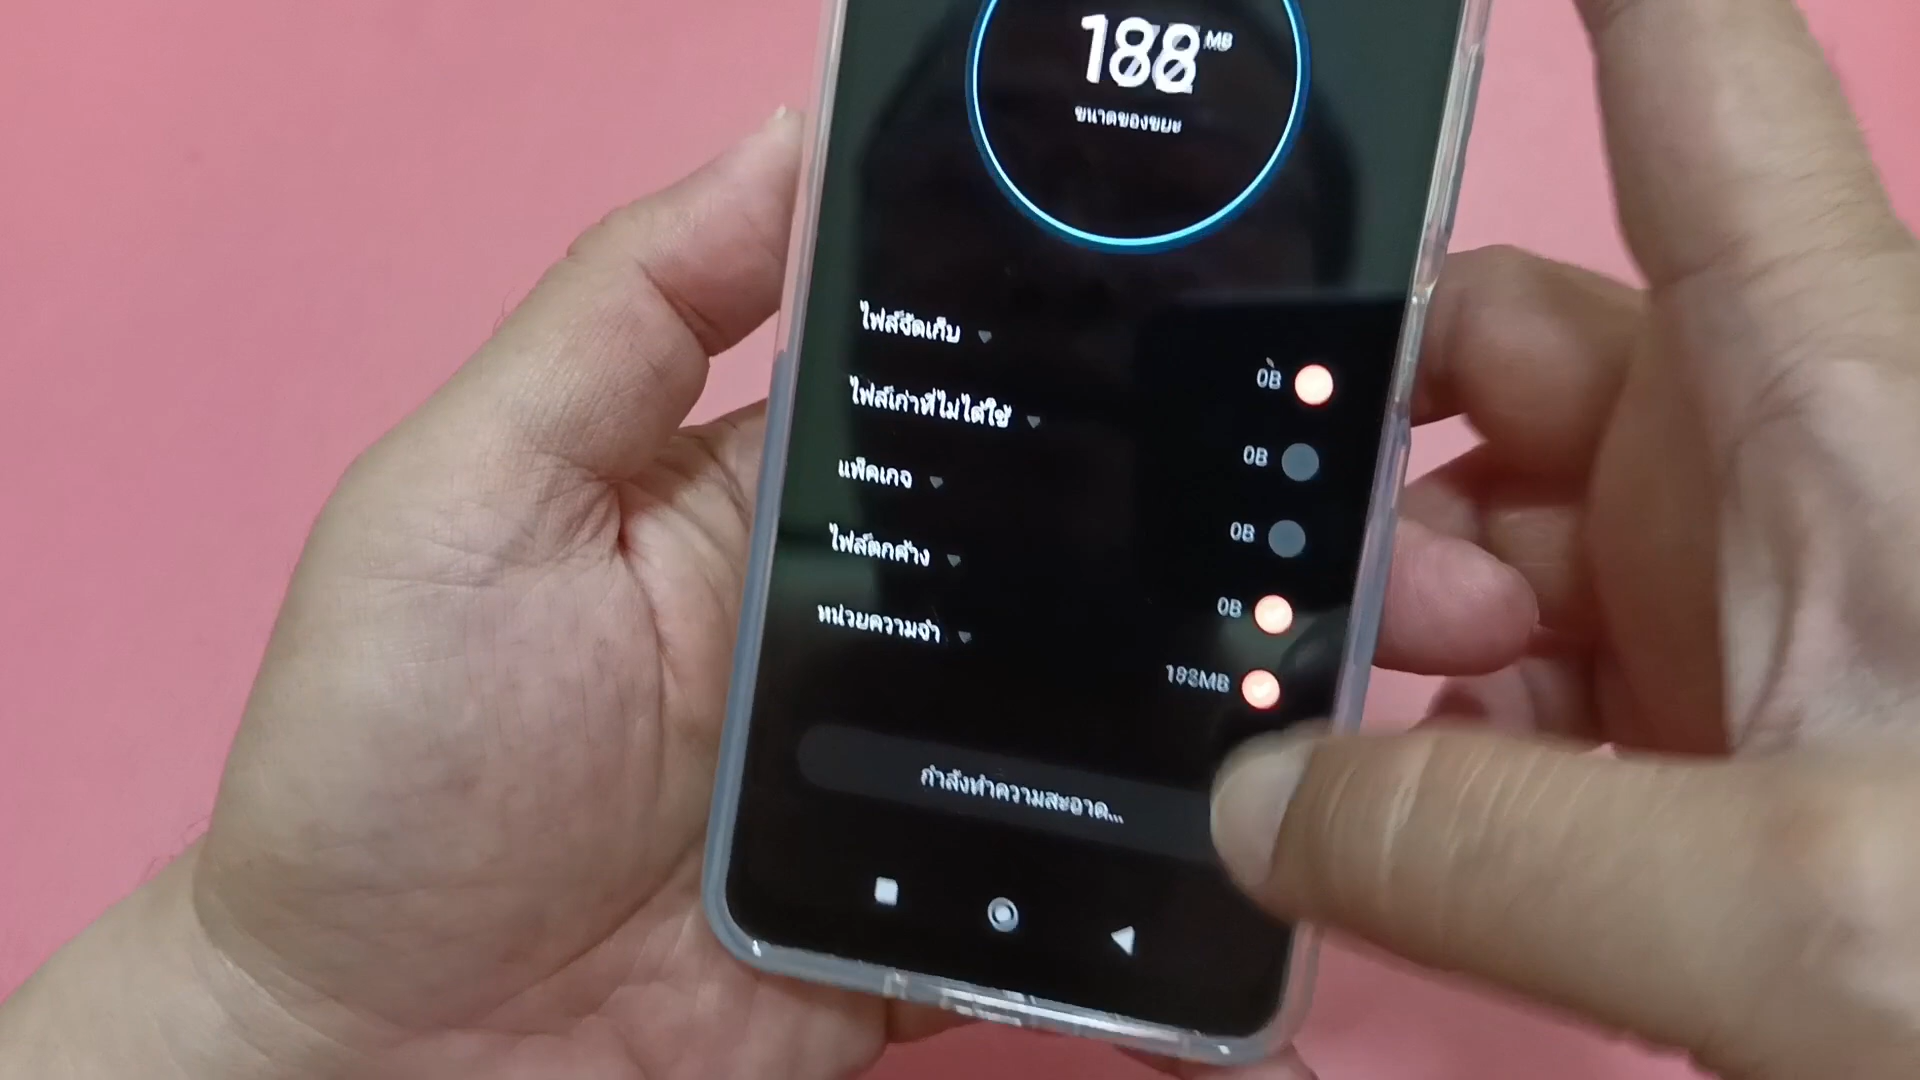 188 MB
ขนาดของขยะ
ไฟล์จัดเก็บ
0B
ไฟล์เก่าที่ไม่ได้ใช้
0B
แพ็คเกจ
0B
ไฟล์ตกค้าง
0B
หน่วยความจำ
188MB
กำลังทำความสะอาด...